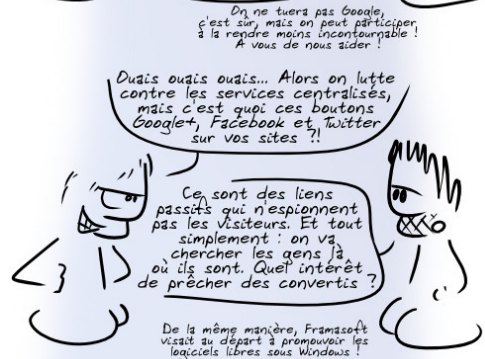 On ne tuera pas Google,
c'est sûr, mais on peut participer
à la rendre moins incontournable !
A vous de nous aider !
Ouais ouais ouais... Alors on lutte
contre les services centralisés,
mais c'est quoi ces boutons
Google+, Facebook et Twitter
sur vos sites ?!
Ce sont des liens
passifs qui n'espionnent
pas les visiteurs. Et tout
simplement : on va
chercher les gens là
où ils sont. Quel intérêt
de prêcher des convertis ?
De la même manière, Framasoft
visait au départ à promouvoir les
logiciels libres sous Windows !